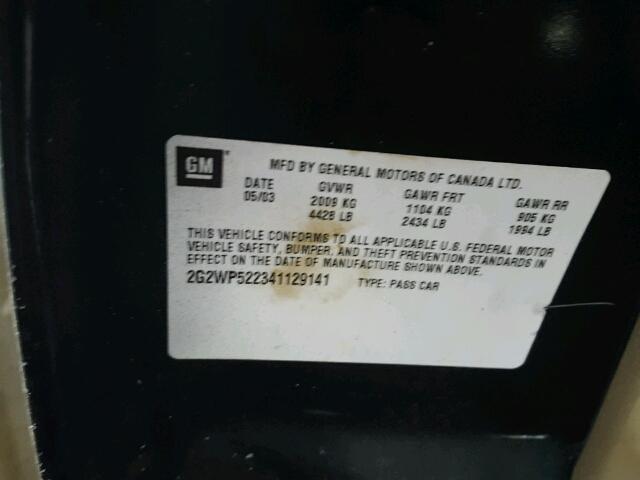 GM® MFD BY GENERAL MOTORS OF CANADA LTD.
DATE GVWR GAWR FRT GAWR RR
05/03 2009 KG 1104 KG 905 KG
4428 LB 2434 LB 1994 LB
THIS VEHICLE CONFORMS TO ALL APPLICABLE U.S. FEDERAL MOTOR
VEHICLE SAFETY, BUMPER, AND THEFT PREVENTION STANDARDS IN
EFFECT ON THE DATE OF MANUFACTURE SHOWN ABOVE.
2G2WP522341129141 TYPE: PASS CAR